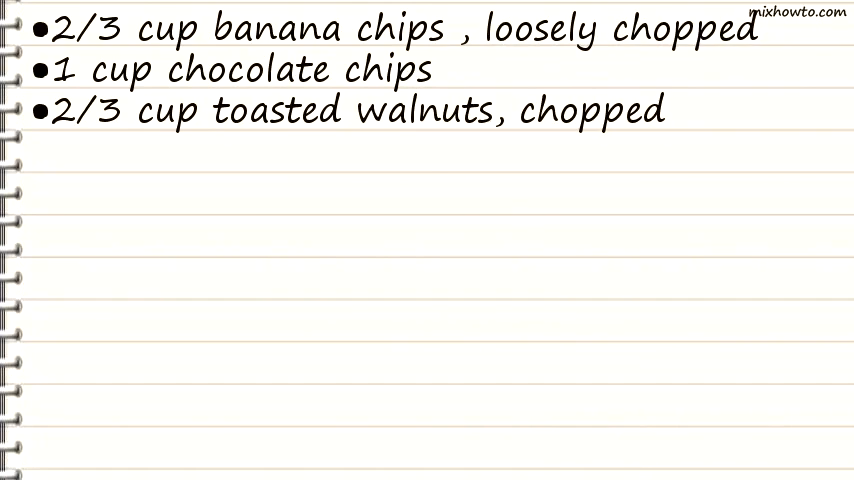 mixhowto.com
•2/3 cup banana chips , loosely chopped
•1 cup chocolate chips
•2/3 cup toasted walnuts, chopped